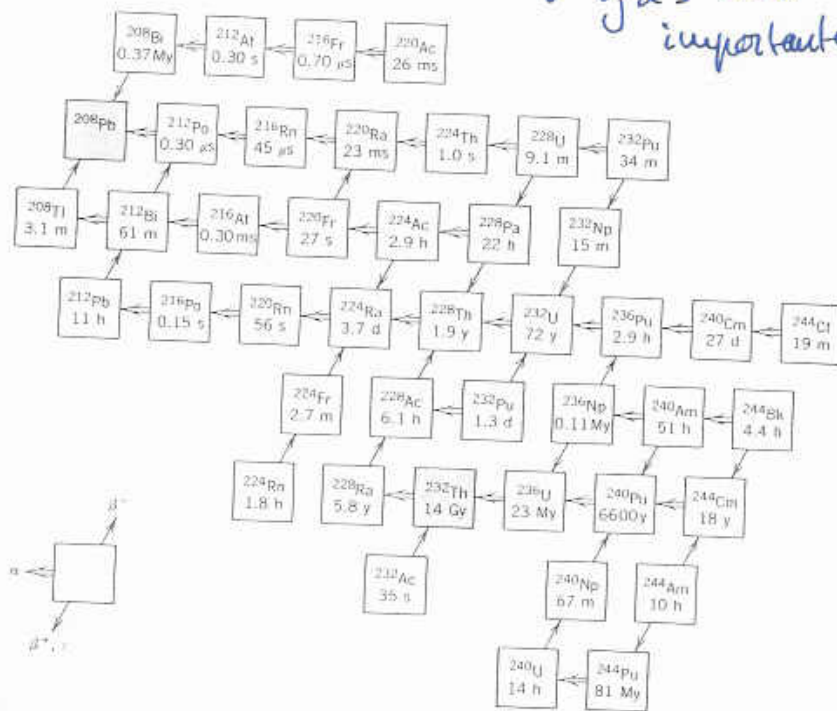 importante
²⁰⁸Bi
0.37 My
²¹²At
0.30 s
²¹⁶Fr
0.70 μs
²²⁰Ac
26 ms
²⁰⁸Pb
²¹²Po
0.30 μs
²¹⁶Rn
45 μs
²²⁰Ra
23 ms
²²⁴Th
1.0 s
²²⁸U
9.1 m
²³²Pu
34 m
²⁰⁸Tl
3.1 m
²¹²Bi
61 m
²¹⁶At
0.30 ms
²²⁰Fr
27 s
²²⁴Ac
2.9 h
²²⁸Pa
22 h
²³²Np
15 m
²¹²Pb
11 h
²¹⁶Po
0.15 s
²²⁰Rn
56 s
²²⁴Ra
3.7 d
²²⁸Th
1.9 y
²³²U
72 y
²³⁶Pu
2.9 h
²⁴⁰Cm
27 d
²⁴⁴Cf
19 m
²²⁴Fr
2.7 m
²²⁸Ac
6.1 h
²³²Pu
1.3 d
²³⁶Np
0.11 My
²⁴⁰Am
51 h
²⁴⁴Bk
4.4 h
²²⁴Rn
1.8 h
²²⁸Ra
5.8 y
²³²Th
14 Gy
²³⁶U
23 My
²⁴⁰Pu
6600 y
²⁴⁴Cm
18 y
²³²Ac
35 s
²⁴⁰Np
67 m
²⁴⁴Am
10 h
²⁴⁰U
14 h
²⁴⁴Pu
81 My
β⁻
α
β⁺,